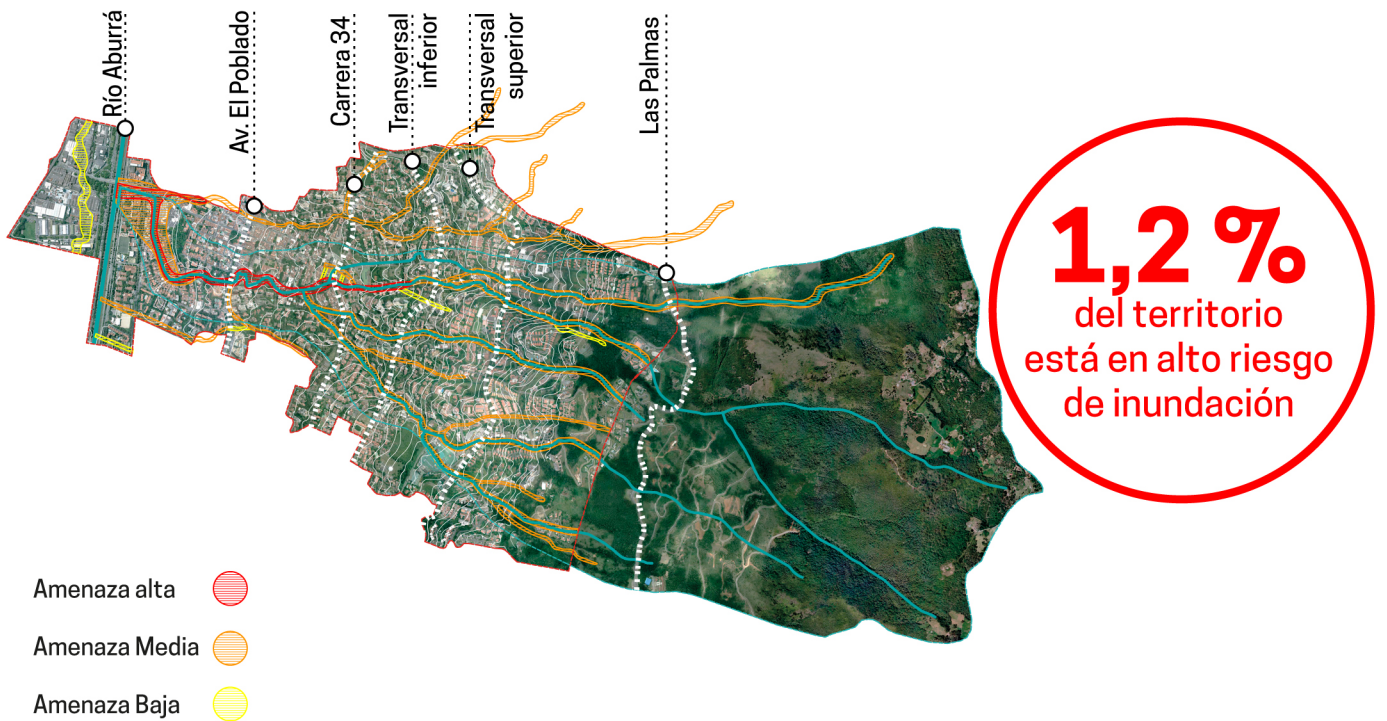 Río Aburrá
Av. El Poblado
Carrera 34
Transversal
inferior
Transversal
superior
Las Palmas
1,2 %
del territorio
está en alto riesgo
de inundación
Amenaza alta
Amenaza Media
Amenaza Baja